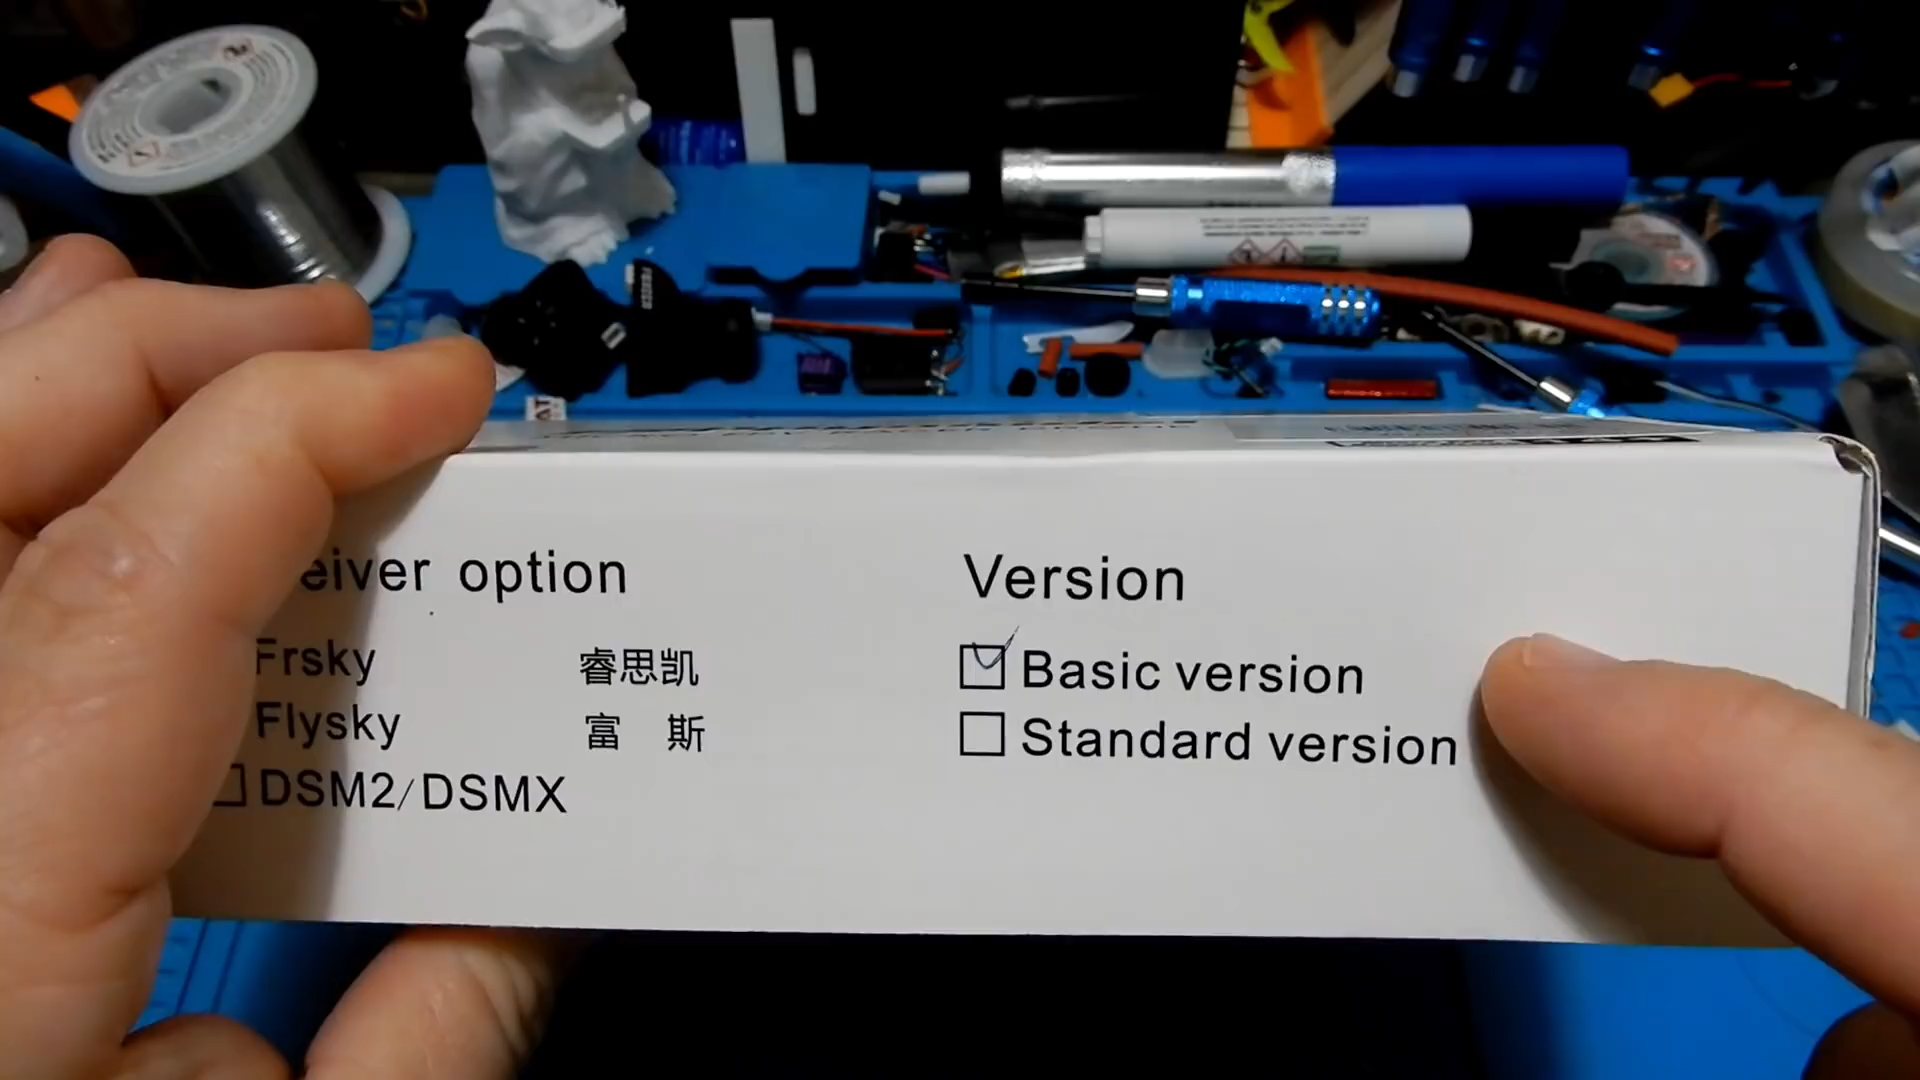 eiver option
Frsky 睿思凯
Flysky 富 斯
DSM2/DSMX
Version
Basic version
Standard version